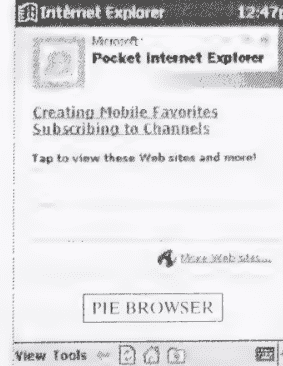 Internet Explorer 12:47p
Microsoft
Pocket Internet Explorer
Creating Mobile Favorites
Subscribing to Channels
Tap to view these Web sites and more!
More Web sites...
PIE BROWSER
View Tools